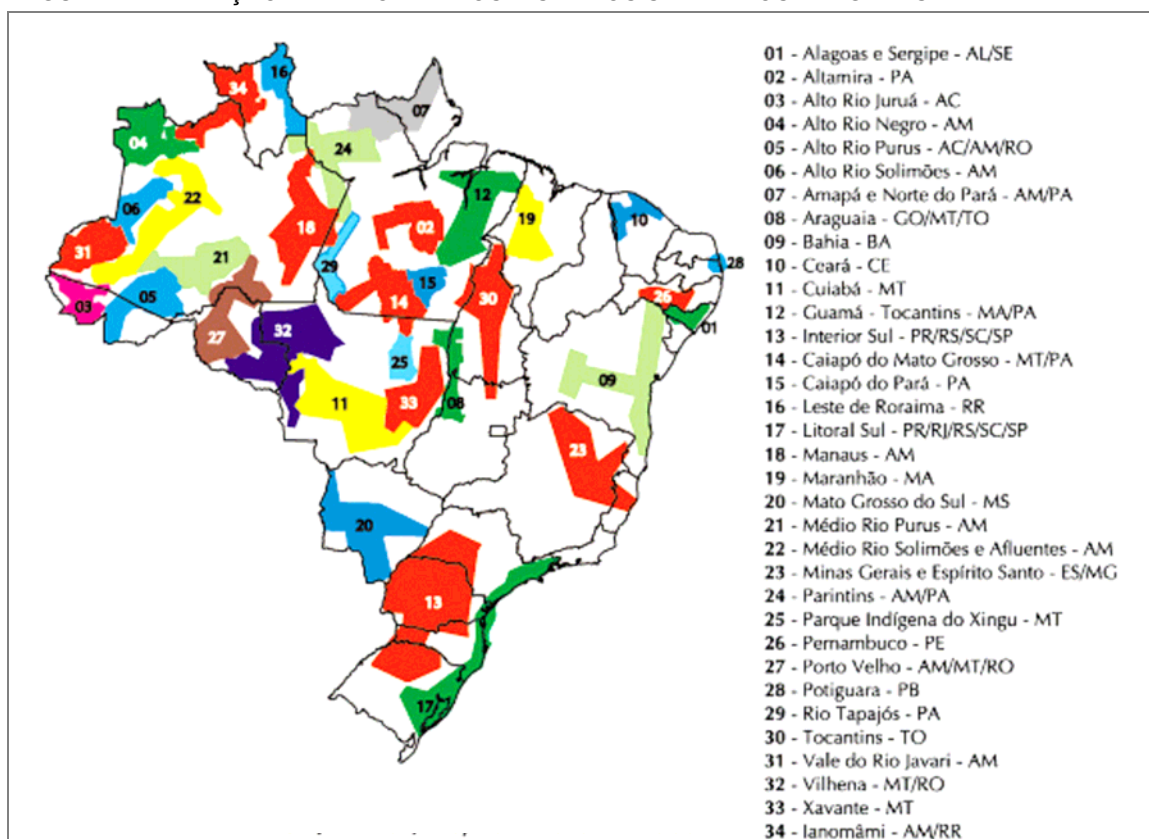 01 - Alagoas e Sergipe - AL/SE
02 - Altamira - PA
03 - Alto Rio Juruá - AC
04 - Alto Rio Negro - AM
05 - Alto Rio Purus - AC/AM/RO
06 - Alto Rio Solimões - AM
07 - Amapá e Norte do Pará - AM/PA
08 - Araguaia - GO/MT/TO
09 - Bahia - BA
10 - Ceará - CE
11 - Cuiabá - MT
12 - Guamá - Tocantins - MA/PA
13 - Interior Sul - PR/RS/SC/SP
14 - Caiapó do Mato Grosso - MT/PA
15 - Caiapó do Pará - PA
16 - Leste de Roraima - RR
17 - Litoral Sul - PR/RJ/RS/SC/SP
18 - Manaus - AM
19 - Maranhão - MA
20 - Mato Grosso do Sul - MS
21 - Médio Rio Purus - AM
22 - Médio Rio Solimões e Afluentes - AM
23 - Minas Gerais e Espírito Santo - ES/MG
24 - Parintins - AM/PA
25 - Parque Indígena do Xingu - MT
26 - Pernambuco - PE
27 - Porto Velho - AM/MT/RO
28 - Potiguara - PB
29 - Rio Tapajós - PA
30 - Tocantins - TO
31 - Vale do Rio Javari - AM
32 - Vilhena - MT/RO
33 - Xavante - MT
34 - Ianomâmi - AM/RR
16
34
07
04
24
22
12
06
19
10
18
02
31
28
21
29
15
03
05
14
30
26
01
32
27
25
09
11
33
08
23
20
13
17